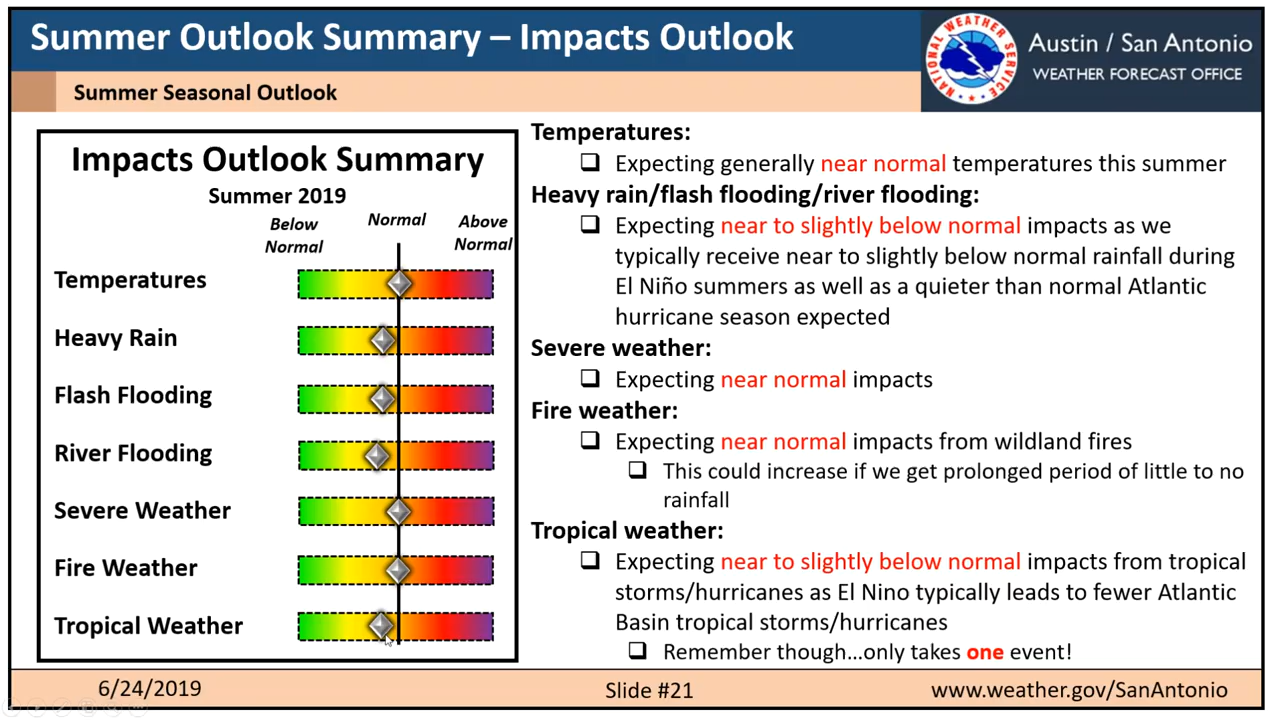 Summer Outlook Summary – Impacts Outlook
Summer Seasonal Outlook
NATIONAL WEATHER SERVICE
Austin / San Antonio
WEATHER FORECAST OFFICE
Impacts Outlook Summary
Summer 2019
Below Normal
Normal
Above Normal
Temperatures
Heavy Rain
Flash Flooding
River Flooding
Severe Weather
Fire Weather
Tropical Weather
Temperatures:
❑ Expecting generally near normal temperatures this summer
Heavy rain/flash flooding/river flooding:
❑ Expecting near to slightly below normal impacts as we
typically receive near to slightly below normal rainfall during
El Niño summers as well as a quieter than normal Atlantic
hurricane season expected
Severe weather:
❑ Expecting near normal impacts
Fire weather:
❑ Expecting near normal impacts from wildland fires
❑ This could increase if we get prolonged period of little to no
rainfall
Tropical weather:
❑ Expecting near to slightly below normal impacts from tropical
storms/hurricanes as El Nino typically leads to fewer Atlantic
Basin tropical storms/hurricanes
❑ Remember though…only takes one event!
6/24/2019
Slide #21
www.weather.gov/SanAntonio